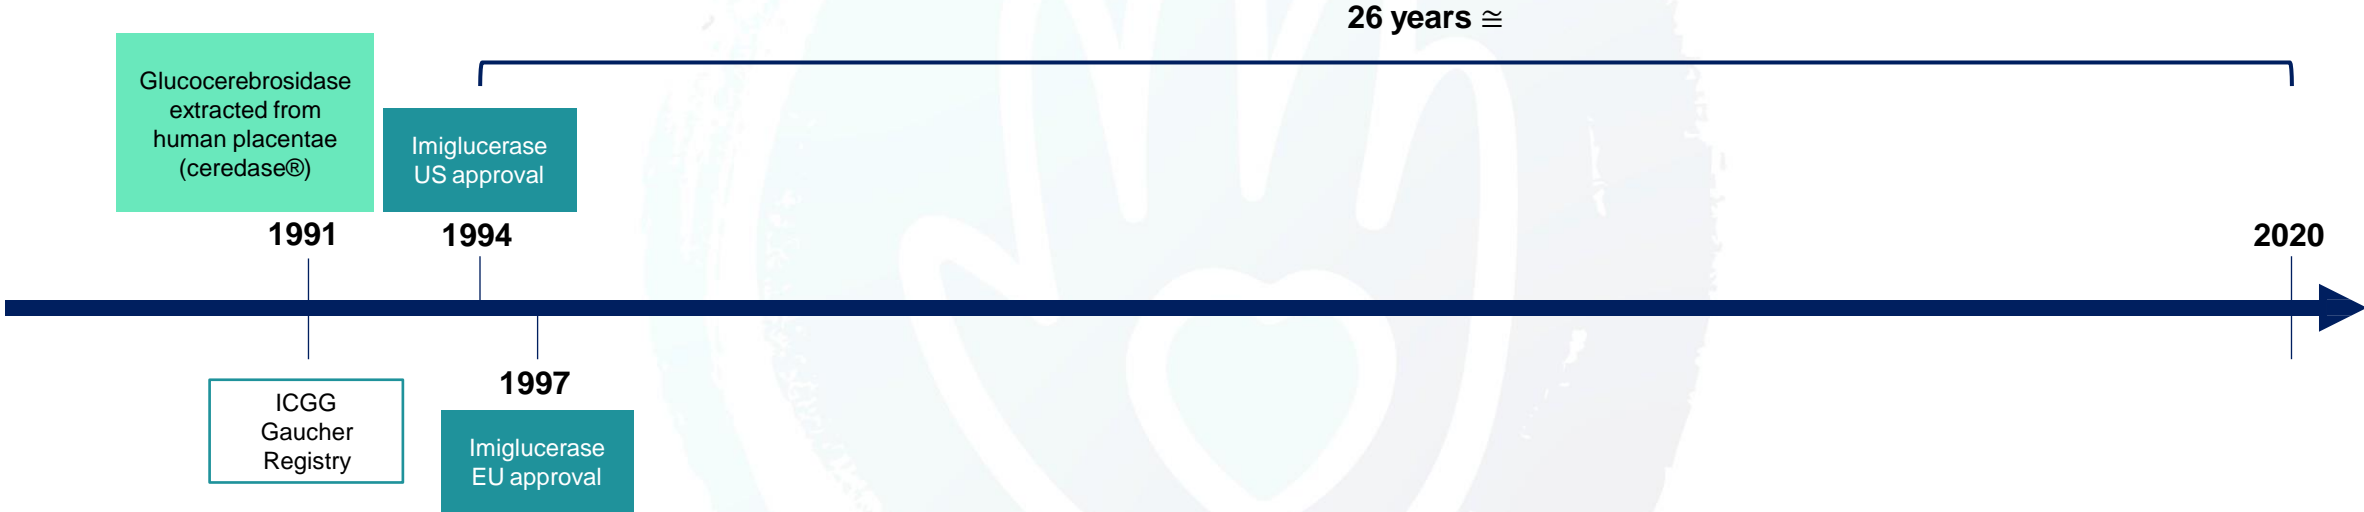 26 years ≅
Glucocerebrosidase
extracted from
human placentae
(ceredase®)
Imiglucerase
US approval
1991
1994
2020
1997
ICGG
Gaucher
Registry
Imiglucerase
EU approval